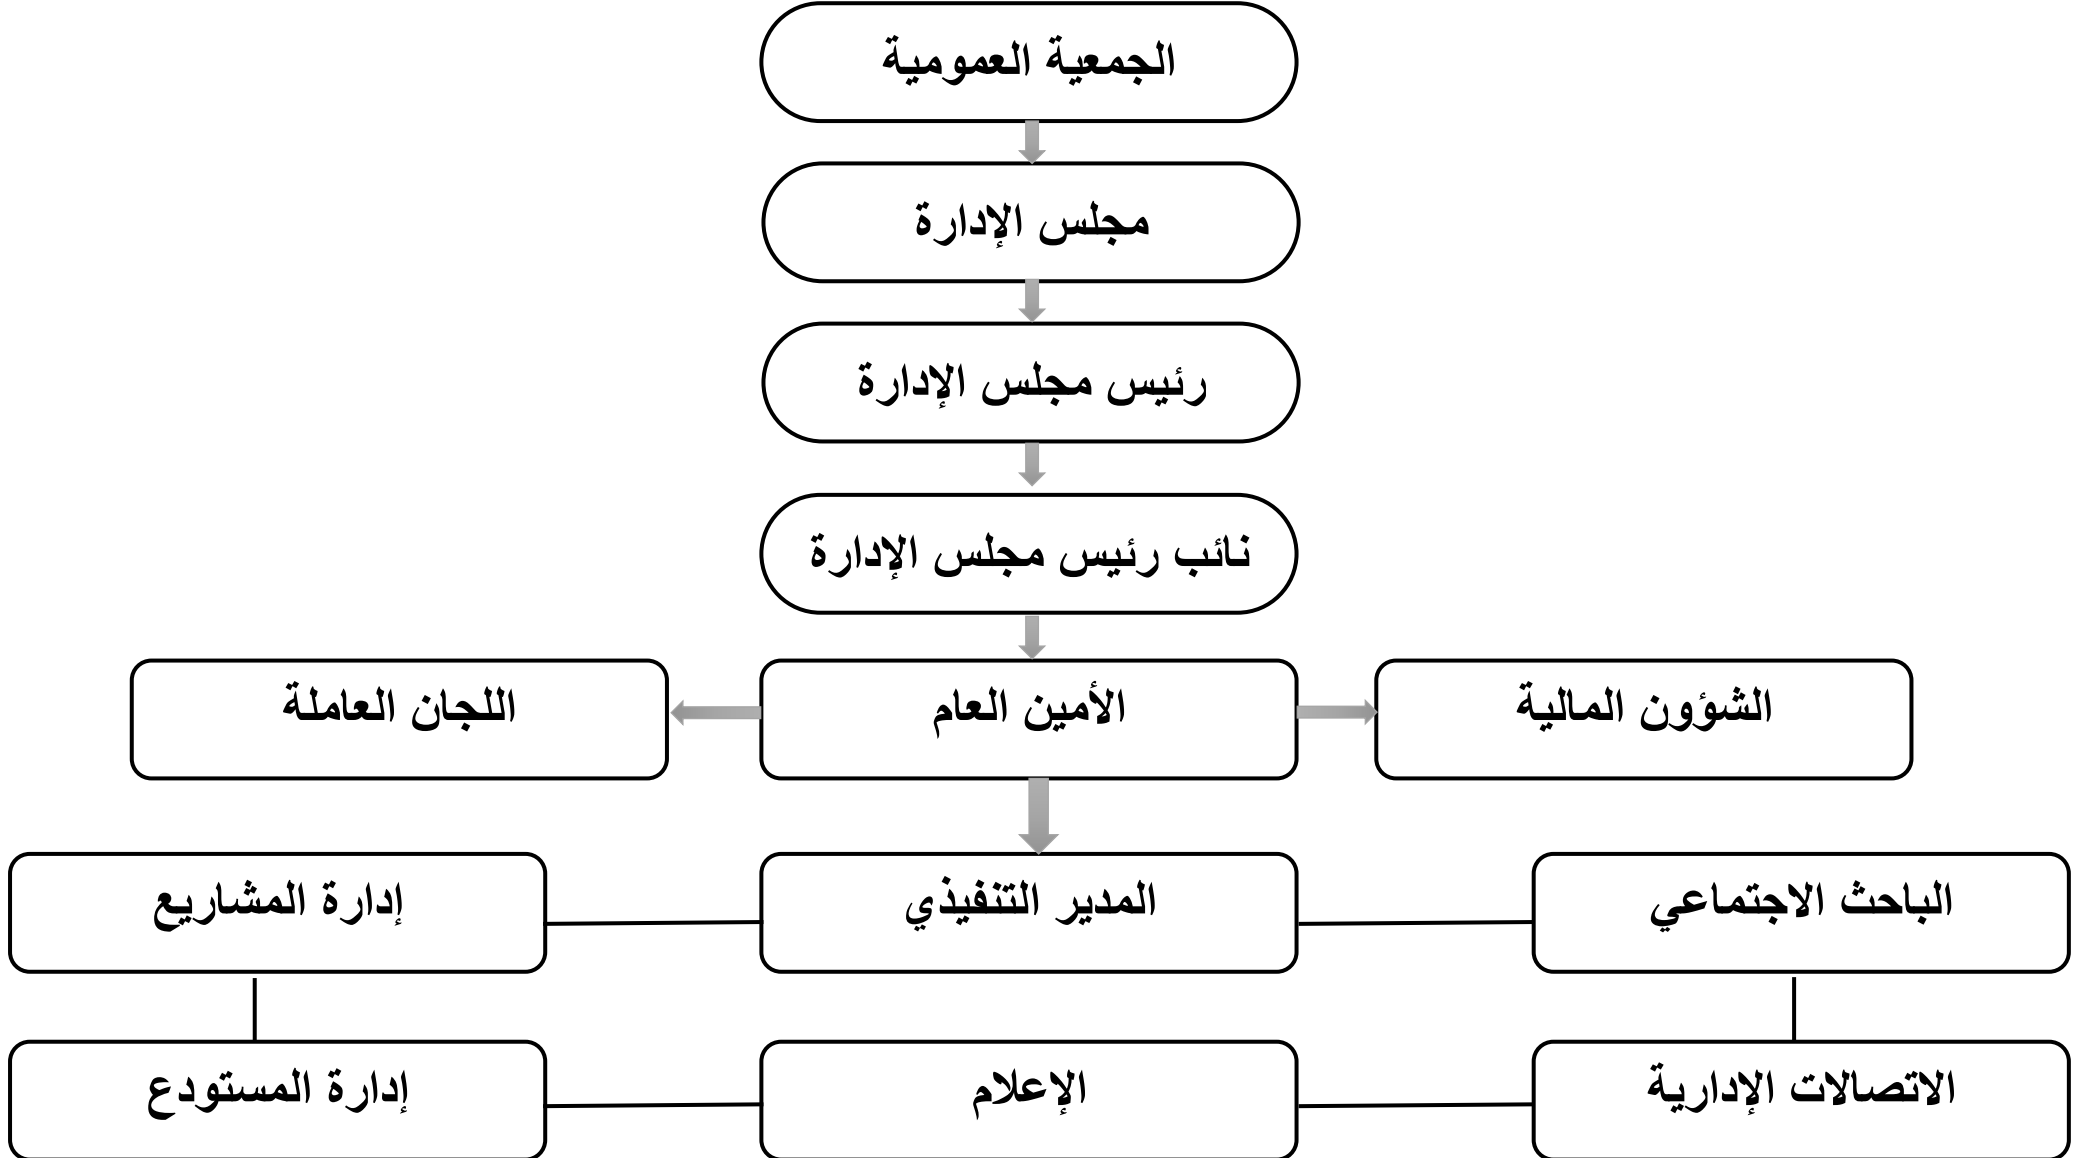 الجمعية العمومية
مجلس الإدارة
رئيس مجلس الإدارة
نائب رئيس مجلس الإدارة
الشؤون المالية
الأمين العام
اللجان العاملة
الباحث الاجتماعي
المدير التنفيذي
إدارة المشاريع
الاتصالات الإدارية
الإعلام
إدارة المستودع